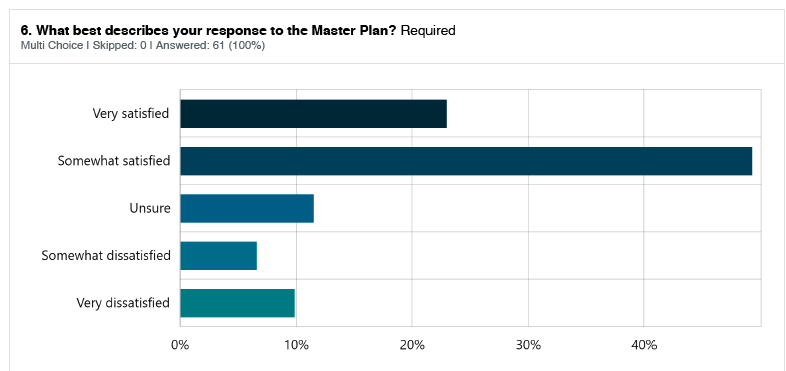 6. What best describes your response to the Master Plan? Required
Multi Choice | Skipped: 0 | Answered: 61 (100%)
Very satisfied
Somewhat satisfied
Unsure
Somewhat dissatisfied
Very dissatisfied
0% 10% 20% 30% 40%